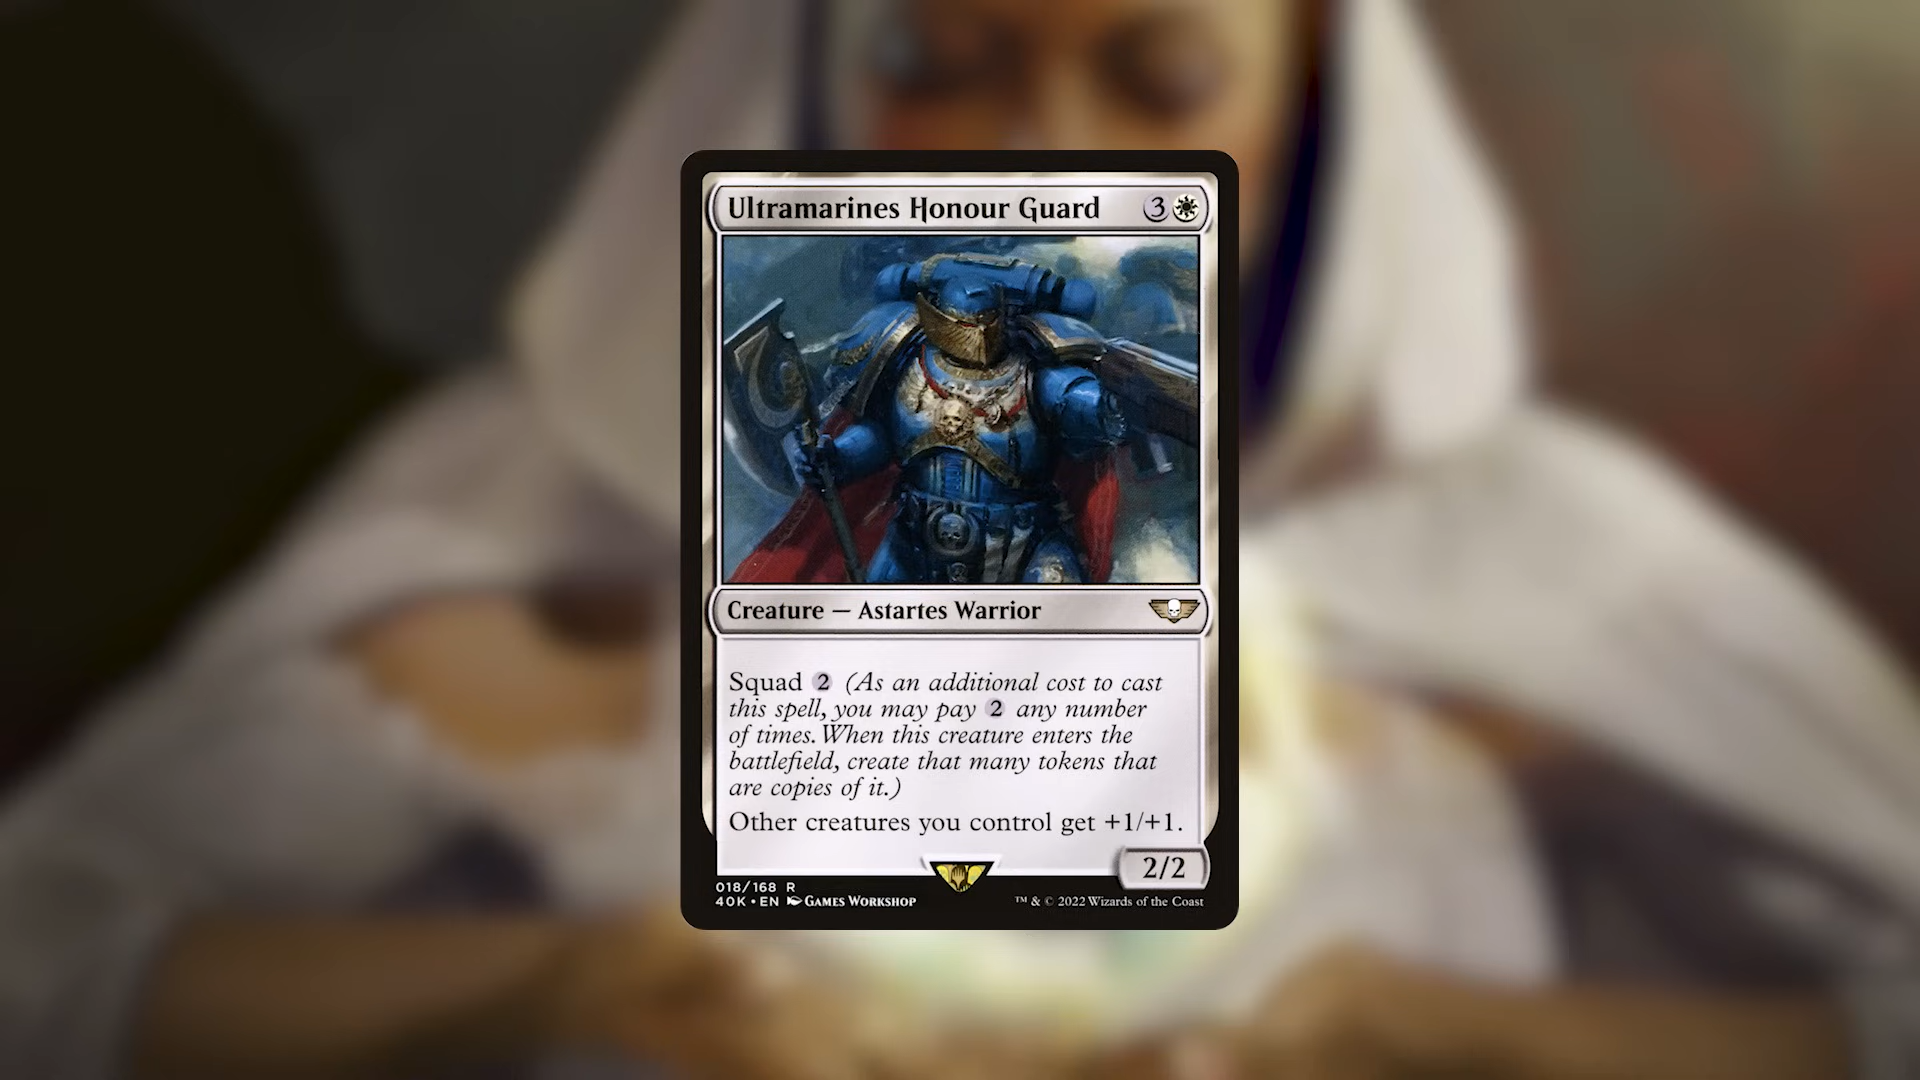 Ultramarines Honour Guard 3
Creature — Astartes Warrior
Squad 2 (As an additional cost to cast
this spell, you may pay 2 any number
of times. When this creature enters the
battlefield, create that many tokens that
are copies of it.)
Other creatures you control get +1/+1.
2/2
018/168 R
40K • EN GAMES WORKSHOP
™ & © 2022 Wizards of the Coast